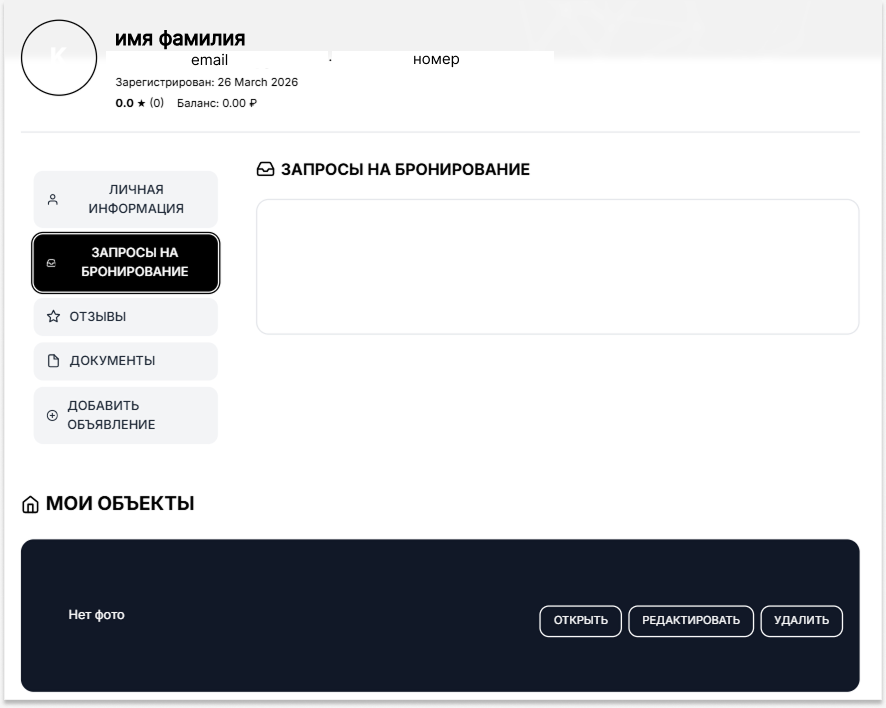 К
имя фамилия
email · номер
Зарегистрирован: 26 March 2026
0.0 ★ (0) Баланс: 0.00 ₽
ЗАПРОСЫ НА БРОНИРОВАНИЕ
ЛИЧНАЯ
ИНФОРМАЦИЯ
ЗАПРОСЫ НА
БРОНИРОВАНИЕ
ОТЗЫВЫ
ДОКУМЕНТЫ
ДОБАВИТЬ
ОБЪЯВЛЕНИЕ
МОИ ОБЪЕКТЫ
Нет фото
ОТКРЫТЬ РЕДАКТИРОВАТЬ УДАЛИТЬ